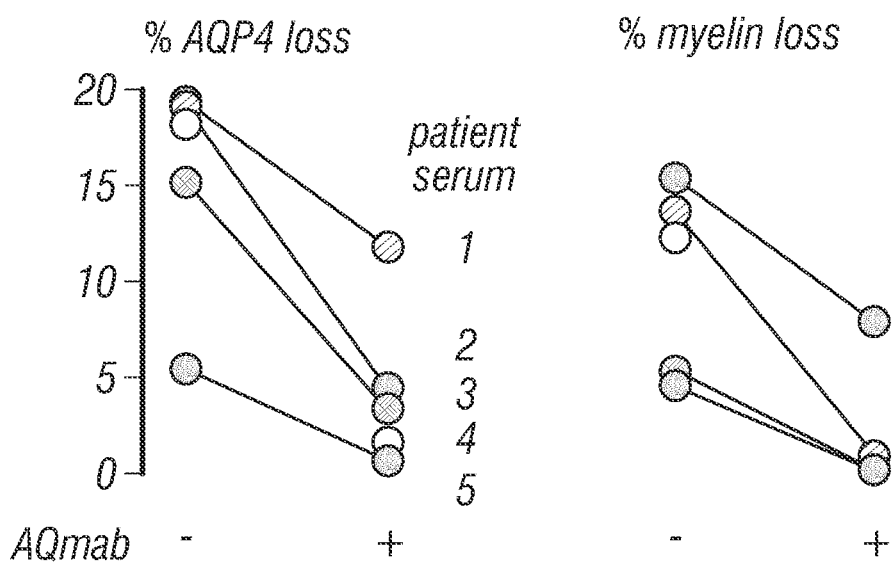 % AQP4 loss
% myelin loss
20
15
10
5
0
patient
serum
1
2
3
4
5
AQmab - + - +